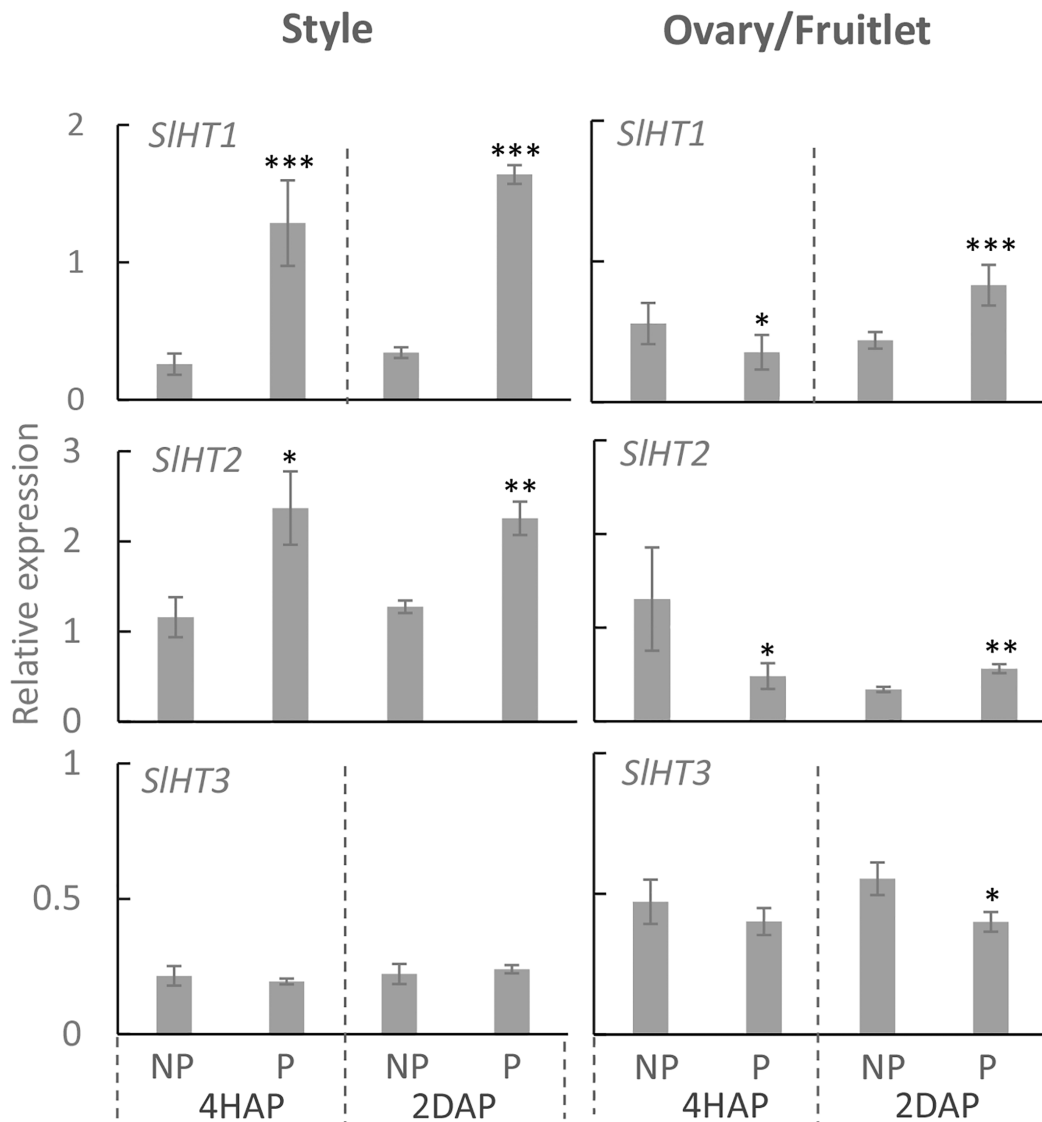 Style Ovary/Fruitlet
2 SlHT1 *** *** SlHT1 * ***
1
0
Relative expression
3 SlHT2 * ** SlHT2 * **
2
1
0
1 SlHT3 SlHT3 *
0.5
0
NP P NP P NP P NP P
4HAP 2DAP 4HAP 2DAP